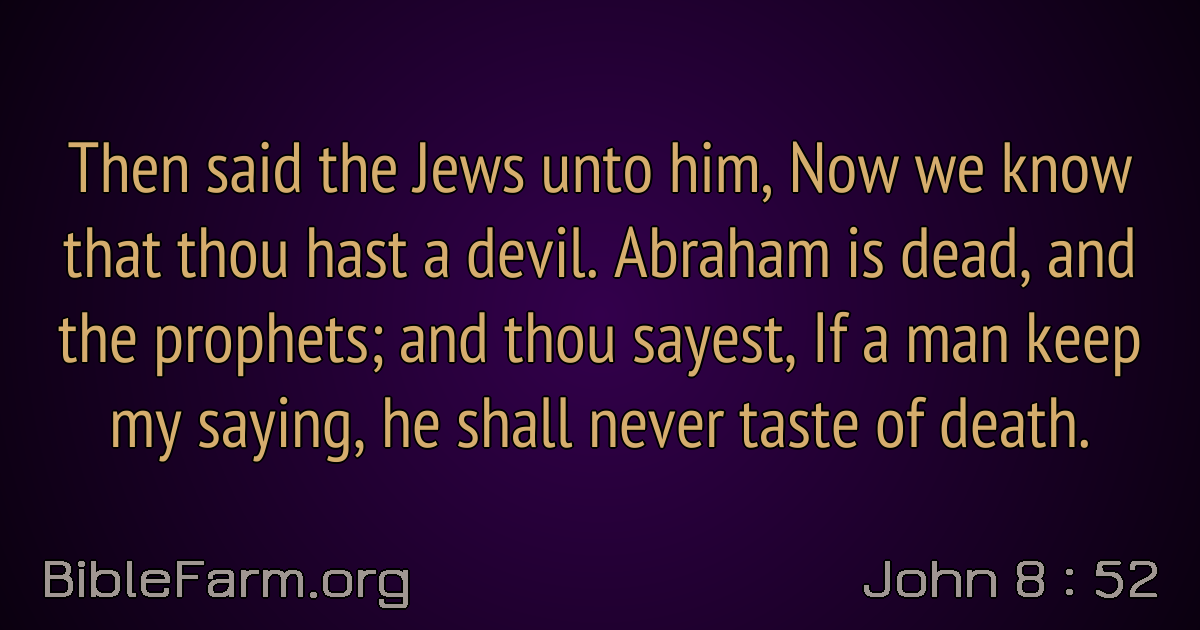 Then said the Jews unto him, Now we know
that thou hast a devil. Abraham is dead, and
the prophets; and thou sayest, If a man keep
my saying, he shall never taste of death.
BibleFarm.org
John 8 : 52